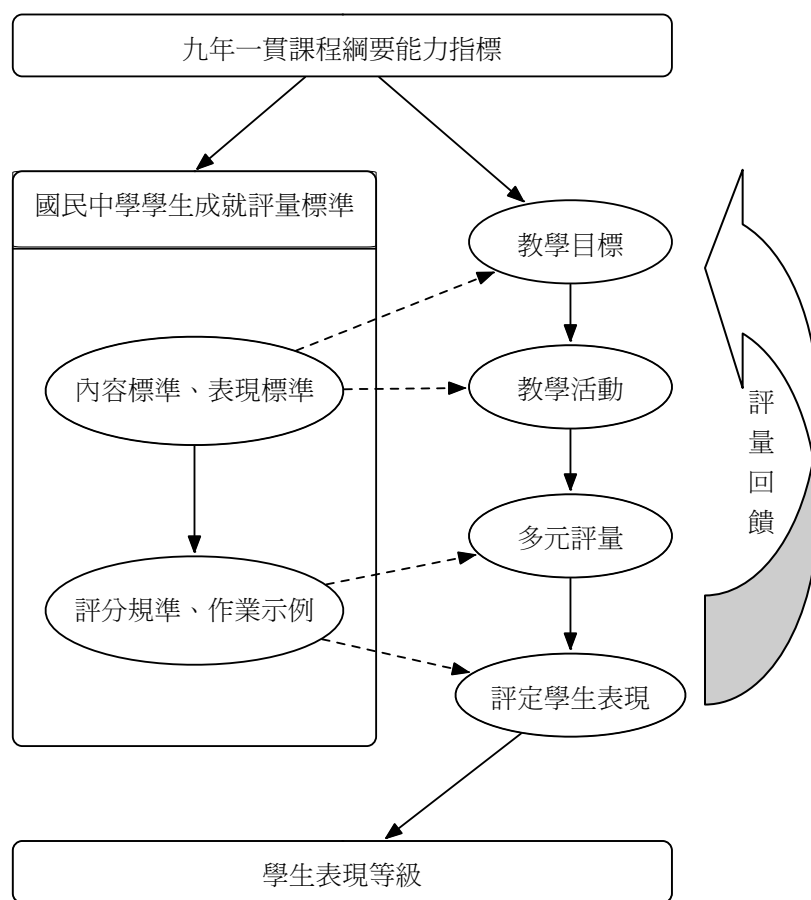 九年一貫課程綱要能力指標
國民中學學生成就評量標準
教學目標
內容標準、表現標準
教學活動
評量回饋
多元評量
評分規準、作業示例
評定學生表現
學生表現等級